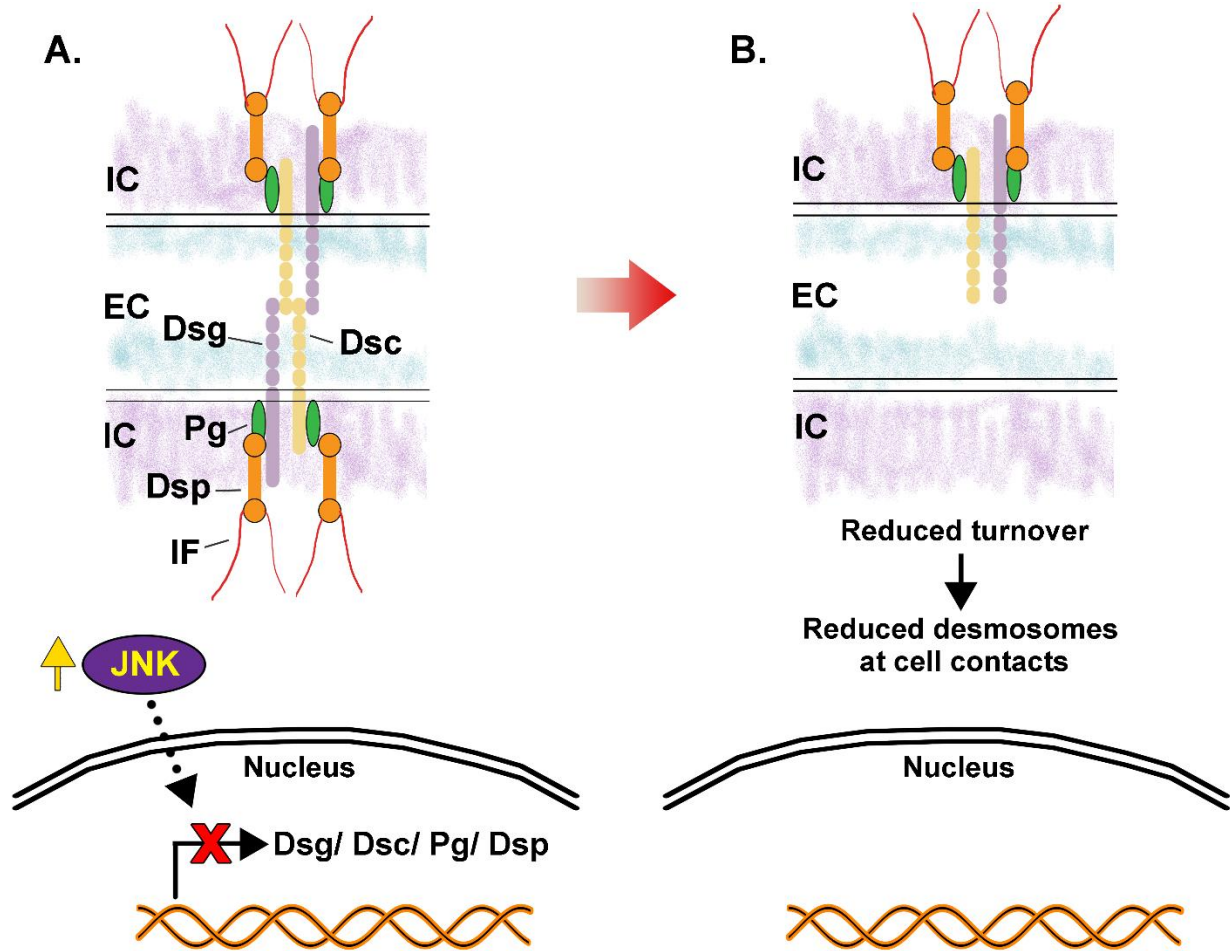 A.
IC
EC
Dsg
Dsc
IC
Pg
Dsp
IF
JNK
Nucleus
Dsg/ Dsc/ Pg/ Dsp
B.
IC
EC
IC
Reduced turnover
Reduced desmosomes
at cell contacts
Nucleus